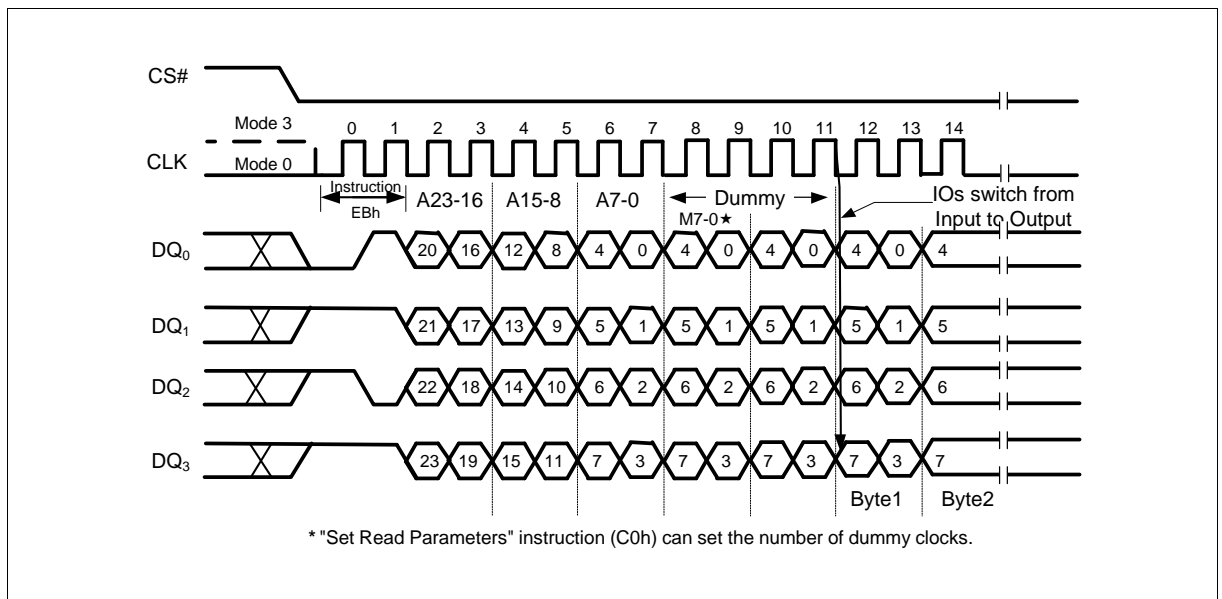 CS#
Mode 3
0 1 2 3 4 5 6 7 8 9 10 11 12 13 14
CLK
Mode 0
Instruction
EBh
A23-16 A15-8 A7-0 Dummy
M7-0★
IOs switch from
Input to Output
DQ0 20 16 12 8 4 0 4 0 4 0 4 0 4
DQ1 21 17 13 9 5 1 5 1 5 1 5 1 5
DQ2 22 18 14 10 6 2 6 2 6 2 6 2 6
DQ3 23 19 15 11 7 3 7 3 7 3 7 3 7
Byte1 Byte2
* "Set Read Parameters" instruction (C0h) can set the number of dummy clocks.